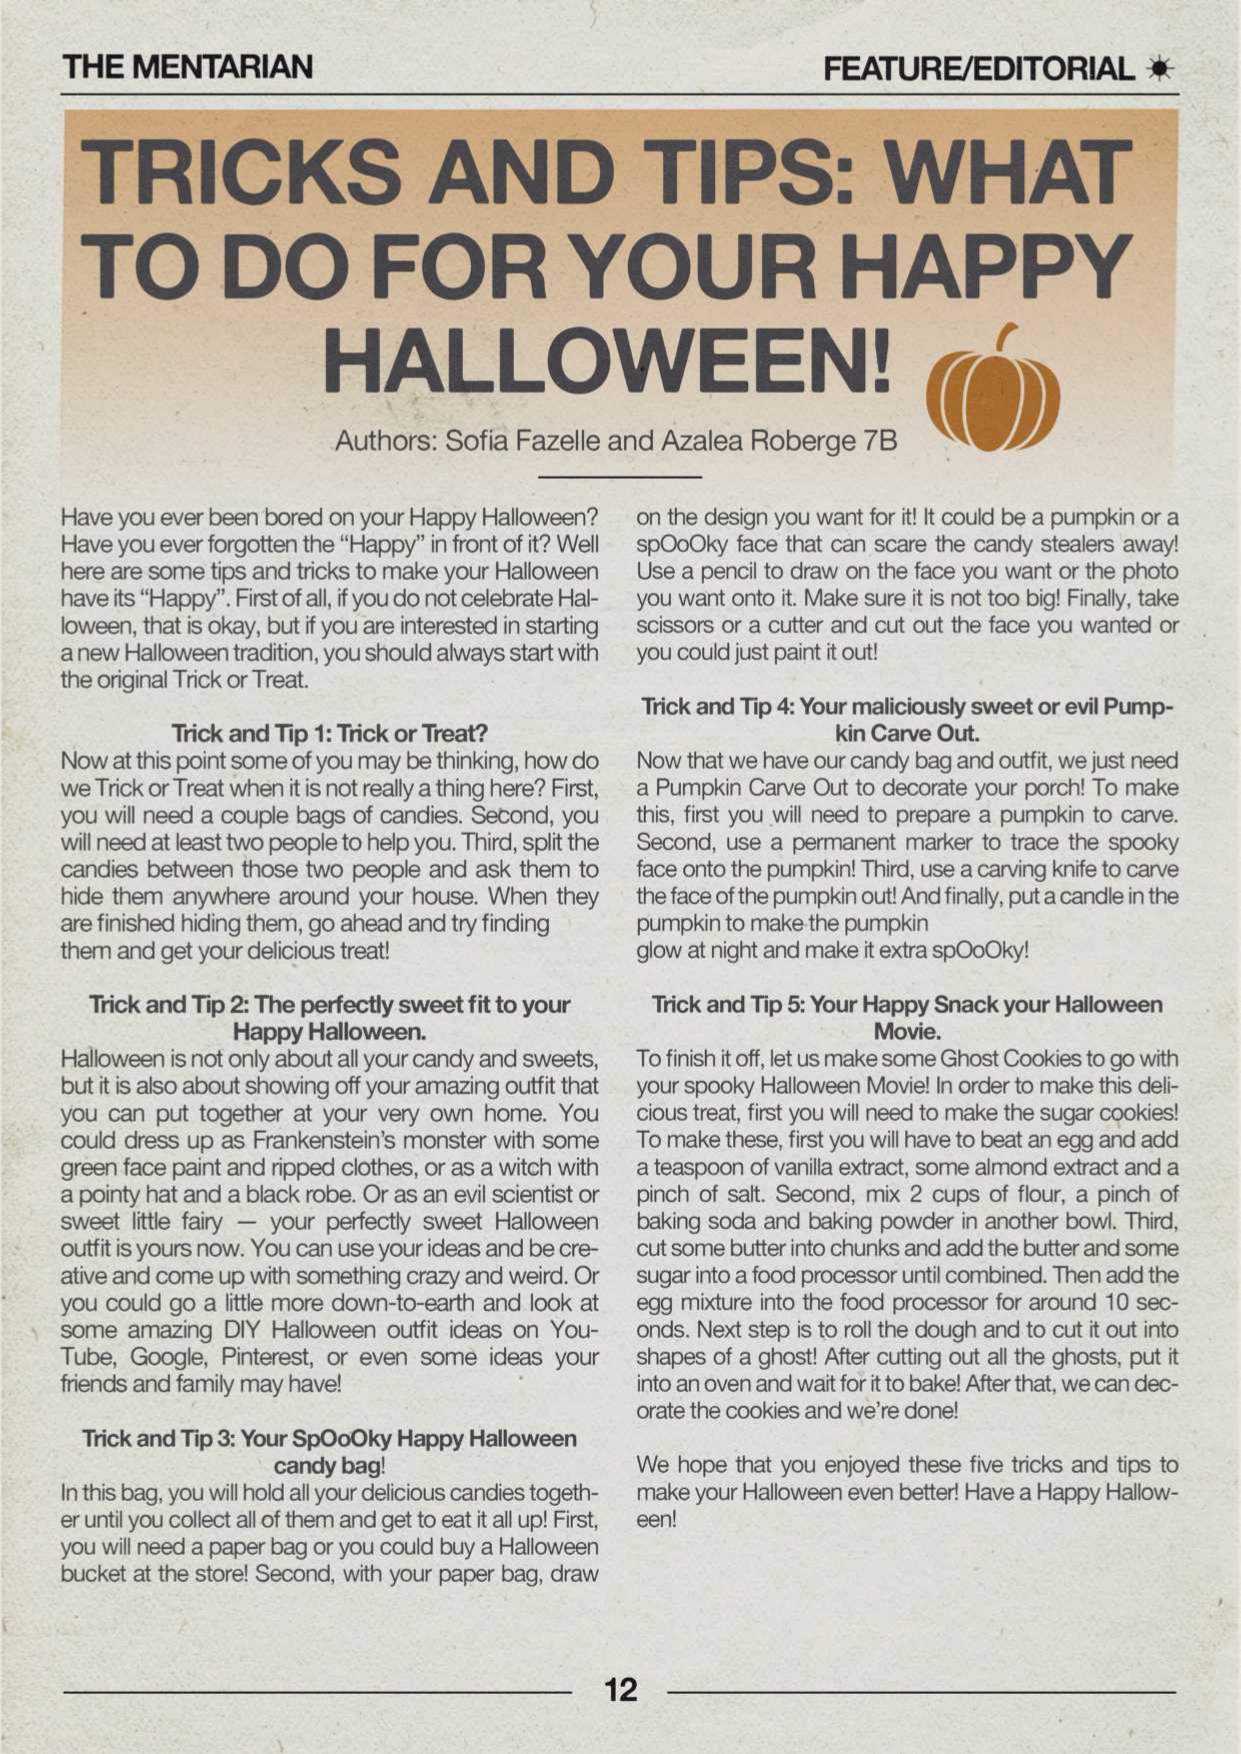 THE MENTARIAN
FEATURE/EDITORIAL
TRICKS AND TIPS: WHAT
TO DO FOR YOUR HAPPY
HALLOWEEN!
Authors: Sofia Fazelle and Azalea Roberge 7B
Have you ever been bored on your Happy Halloween?
Have you ever forgotten the “Happy” in front of it? Well
here are some tips and tricks to make your Halloween
have its “Happy”. First of all, if you do not celebrate Hal-
loween, that is okay, but if you are interested in starting
a new Halloween tradition, you should always start with
the original Trick or Treat.
Trick and Tip 1: Trick or Treat?
Now at this point some of you may be thinking, how do
we Trick or Treat when it is not really a thing here? First,
you will need a couple bags of candies. Second, you
will need at least two people to help you. Third, split the
candies between those two people and ask them to
hide them anywhere around your house. When they
are finished hiding them, go ahead and try finding
them and get your delicious treat!
Trick and Tip 2: The perfectly sweet fit to your
Happy Halloween.
Halloween is not only about all your candy and sweets,
but it is also about showing off your amazing outfit that
you can put together at your very own home. You
could dress up as Frankenstein’s monster with some
green face paint and ripped clothes, or as a witch with
a pointy hat and a black robe. Or as an evil scientist or
sweet little fairy — your perfectly sweet Halloween
outfit is yours now. You can use your ideas and be cre-
ative and come up with something crazy and weird. Or
you could go a little more down-to-earth and look at
some amazing DIY Halloween outfit ideas on You-
Tube, Google, Pinterest, or even some ideas your
friends and family may have!
Trick and Tip 3: Your SpOoOky Happy Halloween
candy bag!
In this bag, you will hold all your delicious candies togeth-
er until you collect all of them and get to eat it all up! First,
you will need a paper bag or you could buy a Halloween
bucket at the store! Second, with your paper bag, draw
on the design you want for it! It could be a pumpkin or a
spOoOky face that can scare the candy stealers away!
Use a pencil to draw on the face you want or the photo
you want onto it. Make sure it is not too big! Finally, take
scissors or a cutter and cut out the face you wanted or
you could just paint it out!
Trick and Tip 4: Your maliciously sweet or evil Pump-
kin Carve Out.
Now that we have our candy bag and outfit, we just need
a Pumpkin Carve Out to decorate your porch! To make
this, first you will need to prepare a pumpkin to carve.
Second, use a permanent marker to trace the spooky
face onto the pumpkin! Third, use a carving knife to carve
the face of the pumpkin out! And finally, put a candle in the
pumpkin to make the pumpkin
glow at night and make it extra spOoOky!
Trick and Tip 5: Your Happy Snack your Halloween
Movie.
To finish it off, let us make some Ghost Cookies to go with
your spooky Halloween Movie! In order to make this deli-
cious treat, first you will need to make the sugar cookies!
To make these, first you will have to beat an egg and add
a teaspoon of vanilla extract, some almond extract and a
pinch of salt. Second, mix 2 cups of flour, a pinch of
baking soda and baking powder in another bowl. Third,
cut some butter into chunks and add the butter and some
sugar into a food processor until combined. Then add the
egg mixture into the food processor for around 10 sec-
onds. Next step is to roll the dough and to cut it out into
shapes of a ghost! After cutting out all the ghosts, put it
into an oven and wait for it to bake! After that, we can dec-
orate the cookies and we’re done!
We hope that you enjoyed these five tricks and tips to
make your Halloween even better! Have a Happy Hallow-
een!
12